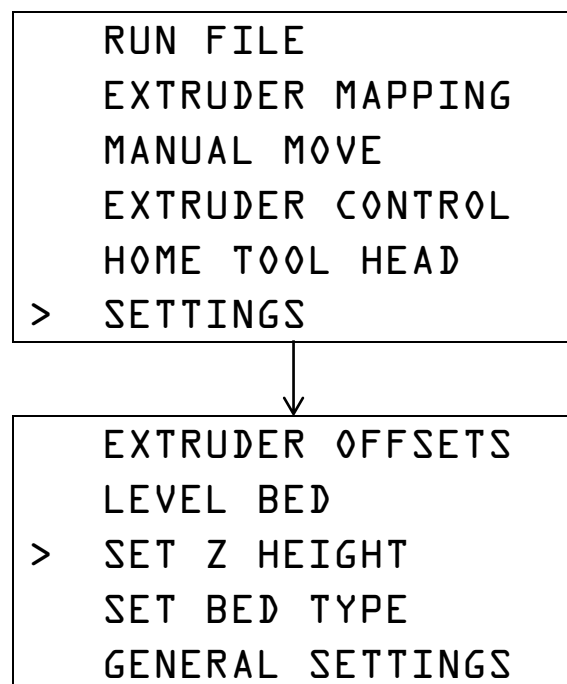 RUN FILE
EXTRUDER MAPPING
MANUAL MOVE
EXTRUDER CONTROL
HOME TOOL HEAD
> SETTINGS
EXTRUDER OFFSETS
LEVEL BED
> SET Z HEIGHT
SET BED TYPE
GENERAL SETTINGS